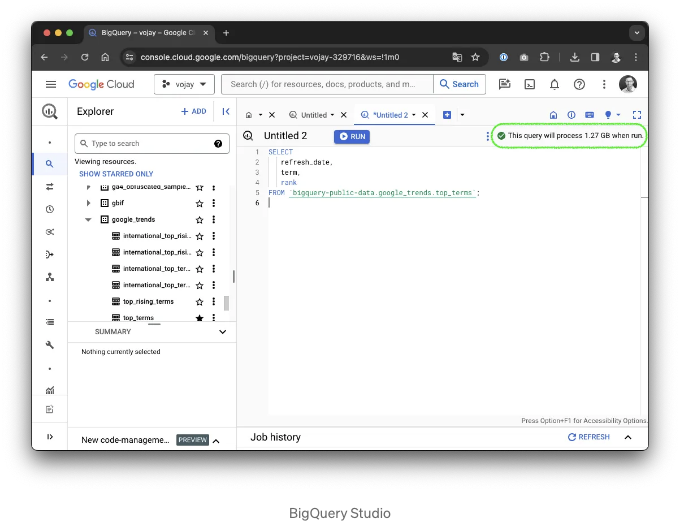 BigQuery – vojay – Google Cl
console.cloud.google.com/bigquery?project=vojay-329716&ws=!1m0
Google Cloud
vojay
Search (/) for resources, docs, products, and m...
Search
Explorer
+ ADD
Untitled
*Untitled 2
Type to search
Untitled 2
RUN
This query will process 1.27 GB when run.
Viewing resources.
SHOW STARRED ONLY
ga4_obfuscated_sample...
gbif
google_trends
international_top_risi...
international_top_risi...
international_top_ter...
international_top_ter...
top_rising_terms
top_terms
1 SELECT
2 refresh_date,
3 term,
4 rank
5 FROM `bigquery-public-data.google_trends.top_terms`;
6
SUMMARY
Nothing currently selected
Press Option+F1 for Accessibility Options.
New code-manageme...
PREVIEW
Job history
REFRESH
BigQuery Studio